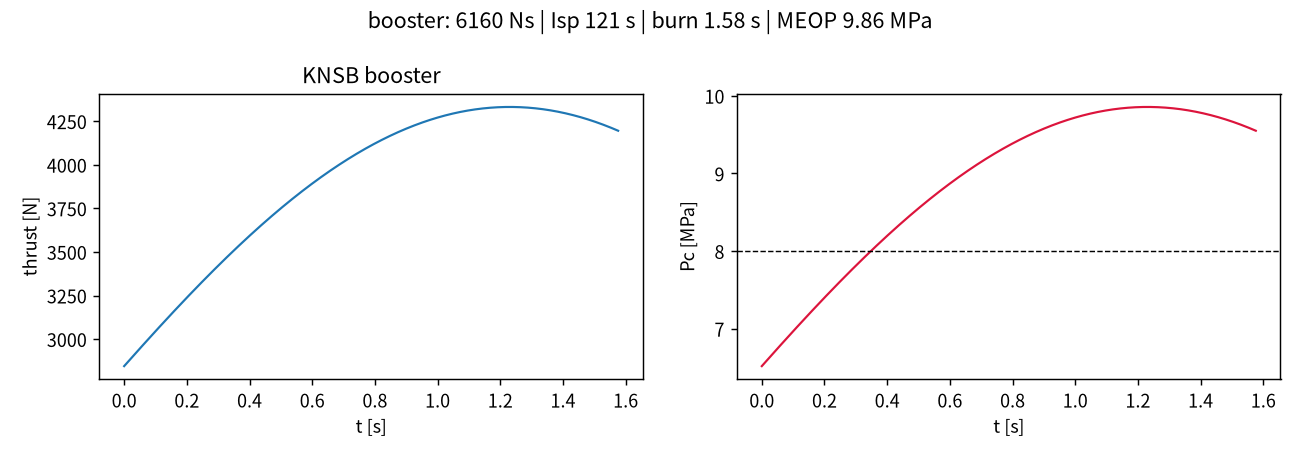 booster: 6160 Ns | Isp 121 s | burn 1.58 s | MEOP 9.86 MPa
KNSB booster
thrust [N]
4250
4000
3750
3500
3250
3000
0.0 0.2 0.4 0.6 0.8 1.0 1.2 1.4 1.6
t [s]
Pc [MPa]
10
9
8
7
0.0 0.2 0.4 0.6 0.8 1.0 1.2 1.4 1.6
t [s]